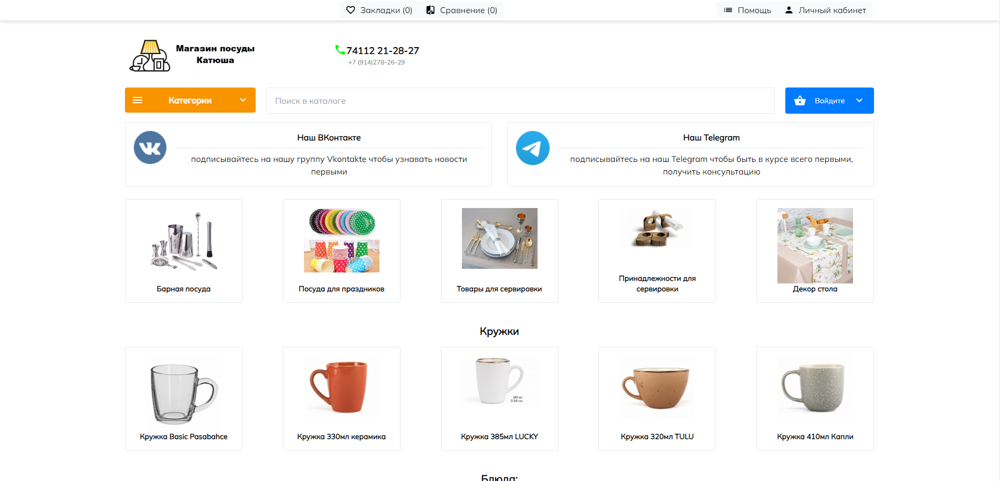 Закладки (0)
Сравнение (0)
Помощь
Личный кабинет
Магазин посуды
Катюша
74112 21-28-27
+7 (914)278-26-29
Категории
Поиск в каталоге
Войдите
Наш ВКонтакте
подписывайтесь на нашу группу Vkontakte чтобы узнавать новости
первыми
Наш Telegram
подписывайтесь на наш Telegram чтобы быть в курсе всего первыми,
получить консультацию
Барная посуда
Посуда для праздников
Товары для сервировки
Принадлежности для
сервировки
Декор стола
Кружки
385 мл
D 8,8 см
Кружка Basic Pasabahce
Кружка 330мл керамика
Кружка 385мл LUCKY
Кружка 320мл TULU
Кружка 410мл Капли
Блюда: